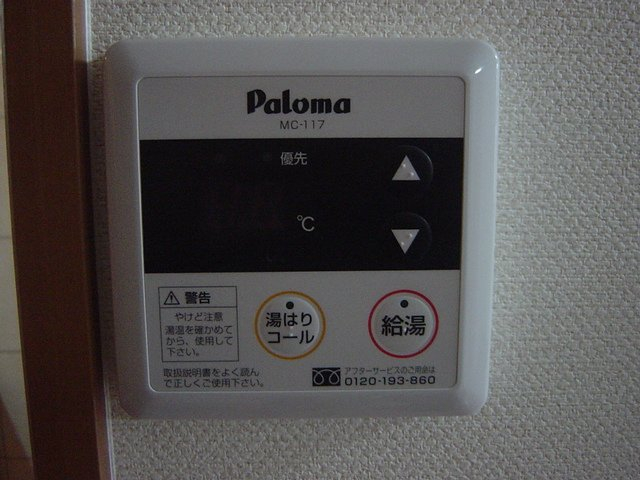 Paloma
MC-117
優先
℃
警告
やけど注意
湯温を確かめて
から、使用して
下さい。
湯はり
コール
給湯
取扱説明書をよく読ん
で正しくご使用下さい。
アフターサービスのご用命は
0120-193-860